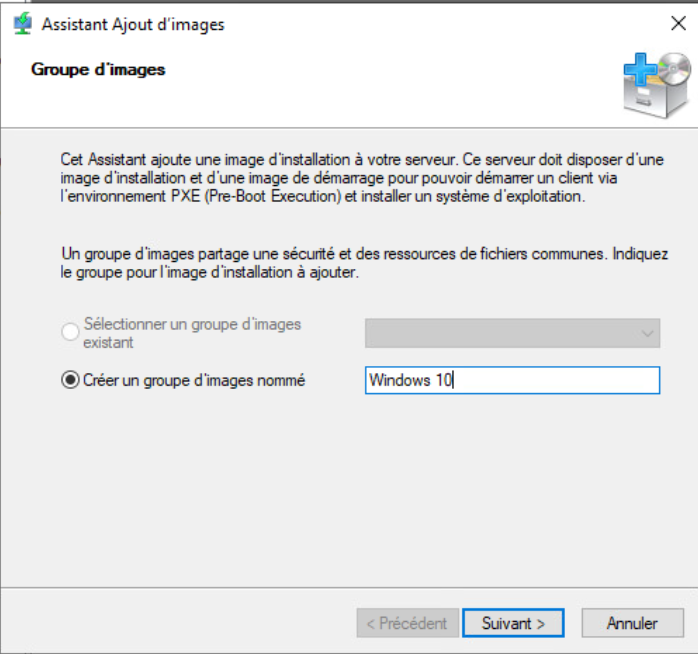 Assistant Ajout d'images
Groupe d'images
Cet Assistant ajoute une image d'installation à votre serveur. Ce serveur doit disposer d'une
image d'installation et d'une image de démarrage pour pouvoir démarrer un client via
l'environnement PXE (Pre-Boot Execution) et installer un système d'exploitation.
Un groupe d'images partage une sécurité et des ressources de fichiers communes. Indiquez
le groupe pour l'image d'installation à ajouter.
Sélectionner un groupe d'images
existant
Créer un groupe d'images nommé
Windows 10
< Précédent
Suivant >
Annuler